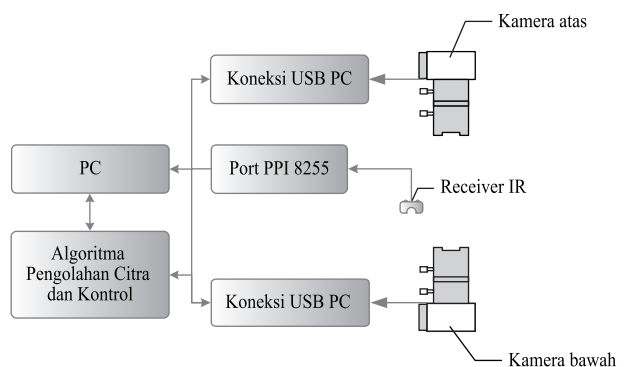 Kamera atas
Koneksi USB PC
PC
Port PPI 8255
Receiver IR
Algoritma
Pengolahan Citra
dan Kontrol
Koneksi USB PC
Kamera bawah